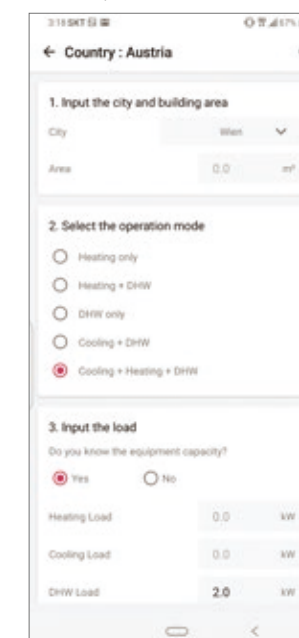 3:18 SKT
← Country : Austria
1. Input the city and building area
City Wien
Area 0.0 m²
2. Select the operation mode
Heating only
Heating + DHW
DHW only
Cooling + DHW
Cooling + Heating + DHW
3. Input the load
Do you know the equipment capacity?
Yes No
Heating Load 0.0 kW
Cooling Load 0.0 kW
DHW Load 2.0 kW